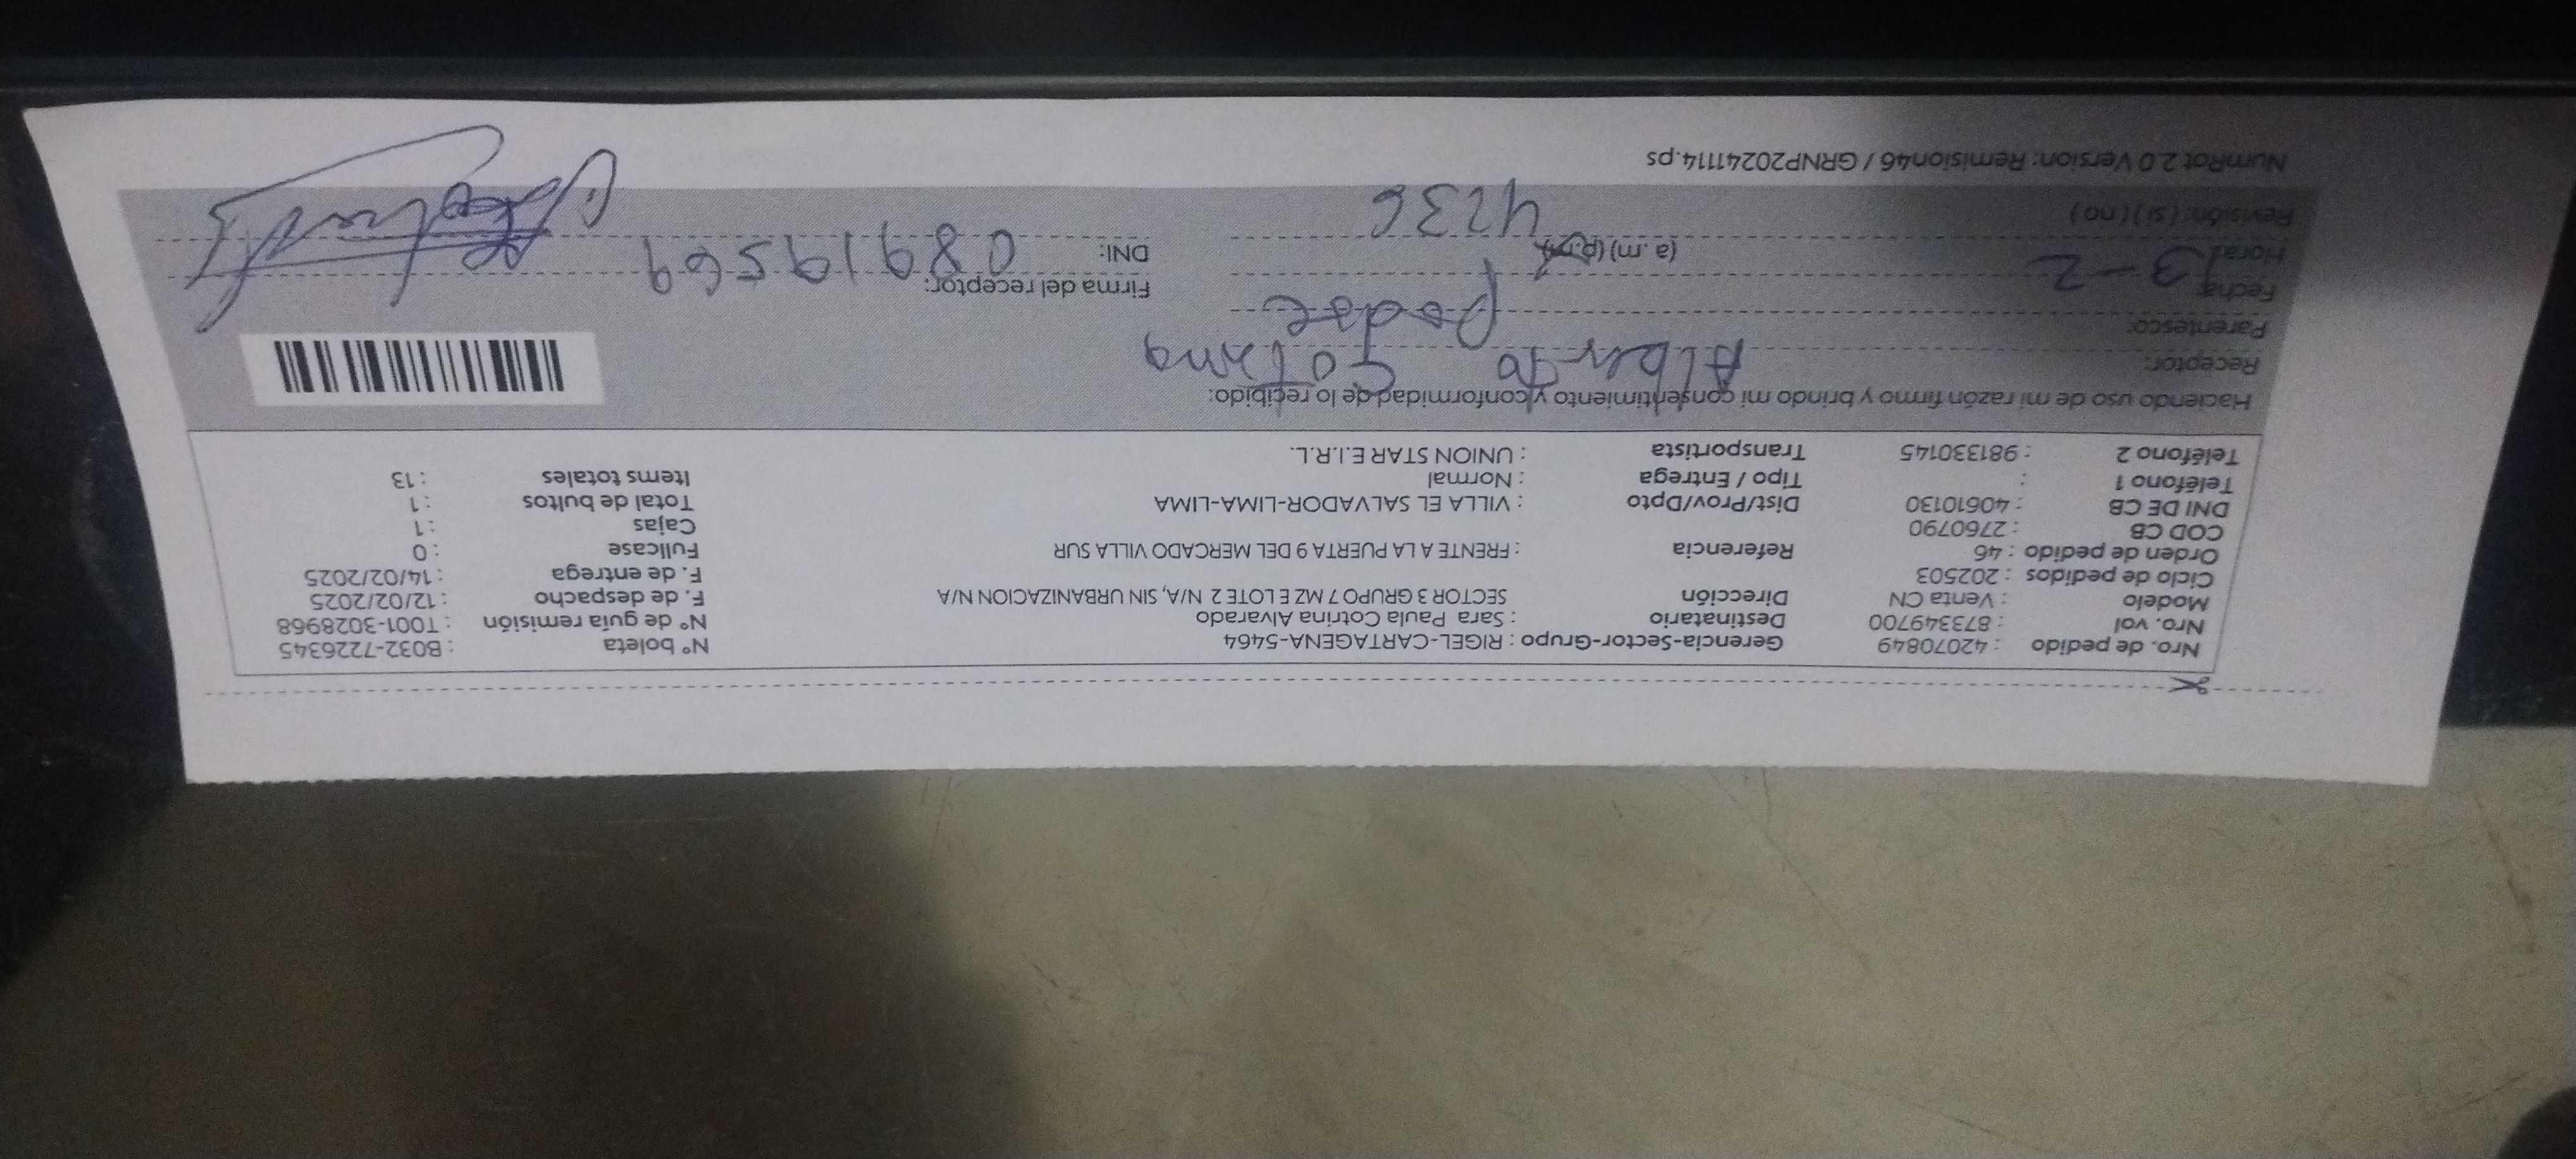 Nro. de pedido : 42070849 Gerencia-Sector-Grupo : RIGEL-CARTAGENA-5464 N° boleta : B032-7226345
Nro. vol : 873349700 Destinatario : Sara Paula Cotrina Alvarado N° de guía remisión : T001-3028968
Modelo : Venta CN Dirección SECTOR 3 GRUPO 7 MZ E LOTE 2 N/A, SIN URBANIZACION N/A F. de despacho : 12/02/2025
Ciclo de pedidos : 202503 F. de entrega : 14/02/2025
Orden de pedido : 46 Referencia : FRENTE A LA PUERTA 9 DEL MERCADO VILLA SUR Fullcase : 0
COD CB : 2760790 Cajas : 1
DNI DE CB : 40610130 Dist/Prov/Dpto : VILLA EL SALVADOR-LIMA-LIMA Total de bultos : 1
Teléfono 1 : Tipo / Entrega : Normal Items totales : 13
Teléfono 2 : 981330145 Transportista : UNION STAR E.I.R.L.
Haciendo uso de mi razón firmo y brindo mi consentimiento y conformidad de lo recibido:
Receptor: Alberto Cotrina
Parentesco: padre
Fecha: 13-2 Firma del receptor:
Hora: (a. m) (p.m) DNI: 08919569
Revisión: (si) (no) 4236
NumRot 2.0 Version: Remision46 / GRNP20241114.ps